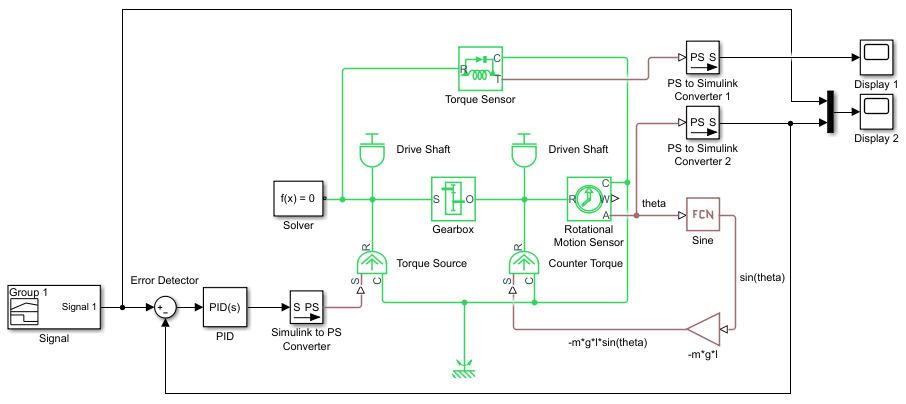 C
R
T
Torque Sensor
PS S
PS to Simulink
Converter 1
Display 1
PS S
PS to Simulink
Converter 2
Display 2
Drive Shaft
Driven Shaft
f(x) = 0
Solver
S
O
Gearbox
R
C
W
A
Rotational
Motion Sensor
theta
FCN
Sine
R
S
C
Torque Source
R
S
C
Counter Torque
sin(theta)
Group 1
Signal 1
Signal
Error Detector
+
−
PID(s)
PID
S PS
Simulink to PS
Converter
-m*g*l*sin(theta)
-m*g*l